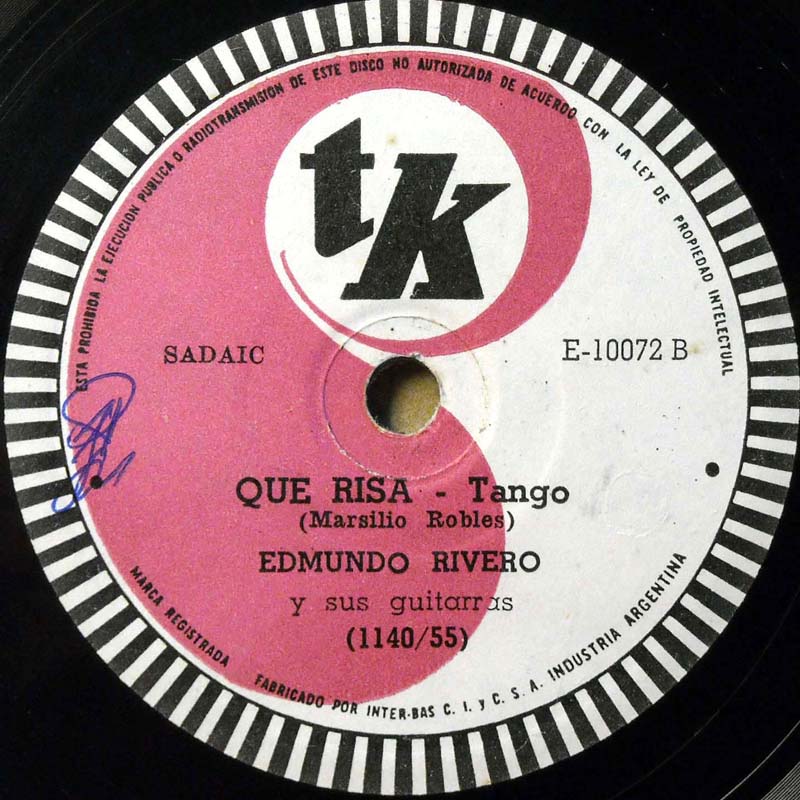 ESTA PROHIBIDA LA EJECUCION PUBLICA O RADIOTRANSMISION DE ESTE DISCO NO AUTORIZADA DE ACUERDO CON LA LEY DE PROPIEDAD INTELECTUAL
tk
SADAIC
E-10072 B
QUE RISA - Tango
(Marsilio Robles)
EDMUNDO RIVERO
y sus guitarras
(1140/55)
MARCA REGISTRADA
FABRICADO POR INTER-BAS C. I. y C. S. A. INDUSTRIA ARGENTINA